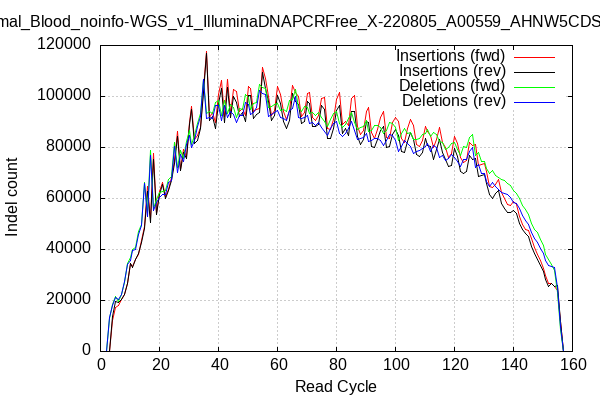 mal_Blood_noinfo-WGS_v1_IlluminaDNAPCRFree_X-220805_A00559_AHNW5CDS
120000
100000
80000
60000
40000
20000
0
Indel count
Insertions (fwd)
Insertions (rev)
Deletions (fwd)
Deletions (rev)
0 20 40 60 80 100 120 140 160
Read Cycle